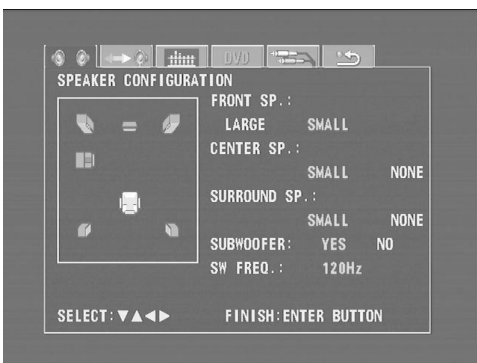 DVD
SPEAKER CONFIGURATION
FRONT SP.:
LARGE SMALL
CENTER SP.:
SMALL NONE
SURROUND SP.:
SMALL NONE
SUBWOOFER: YES NO
SW FREQ.: 120Hz
SELECT:▼▲◀▶ FINISH:ENTER BUTTON